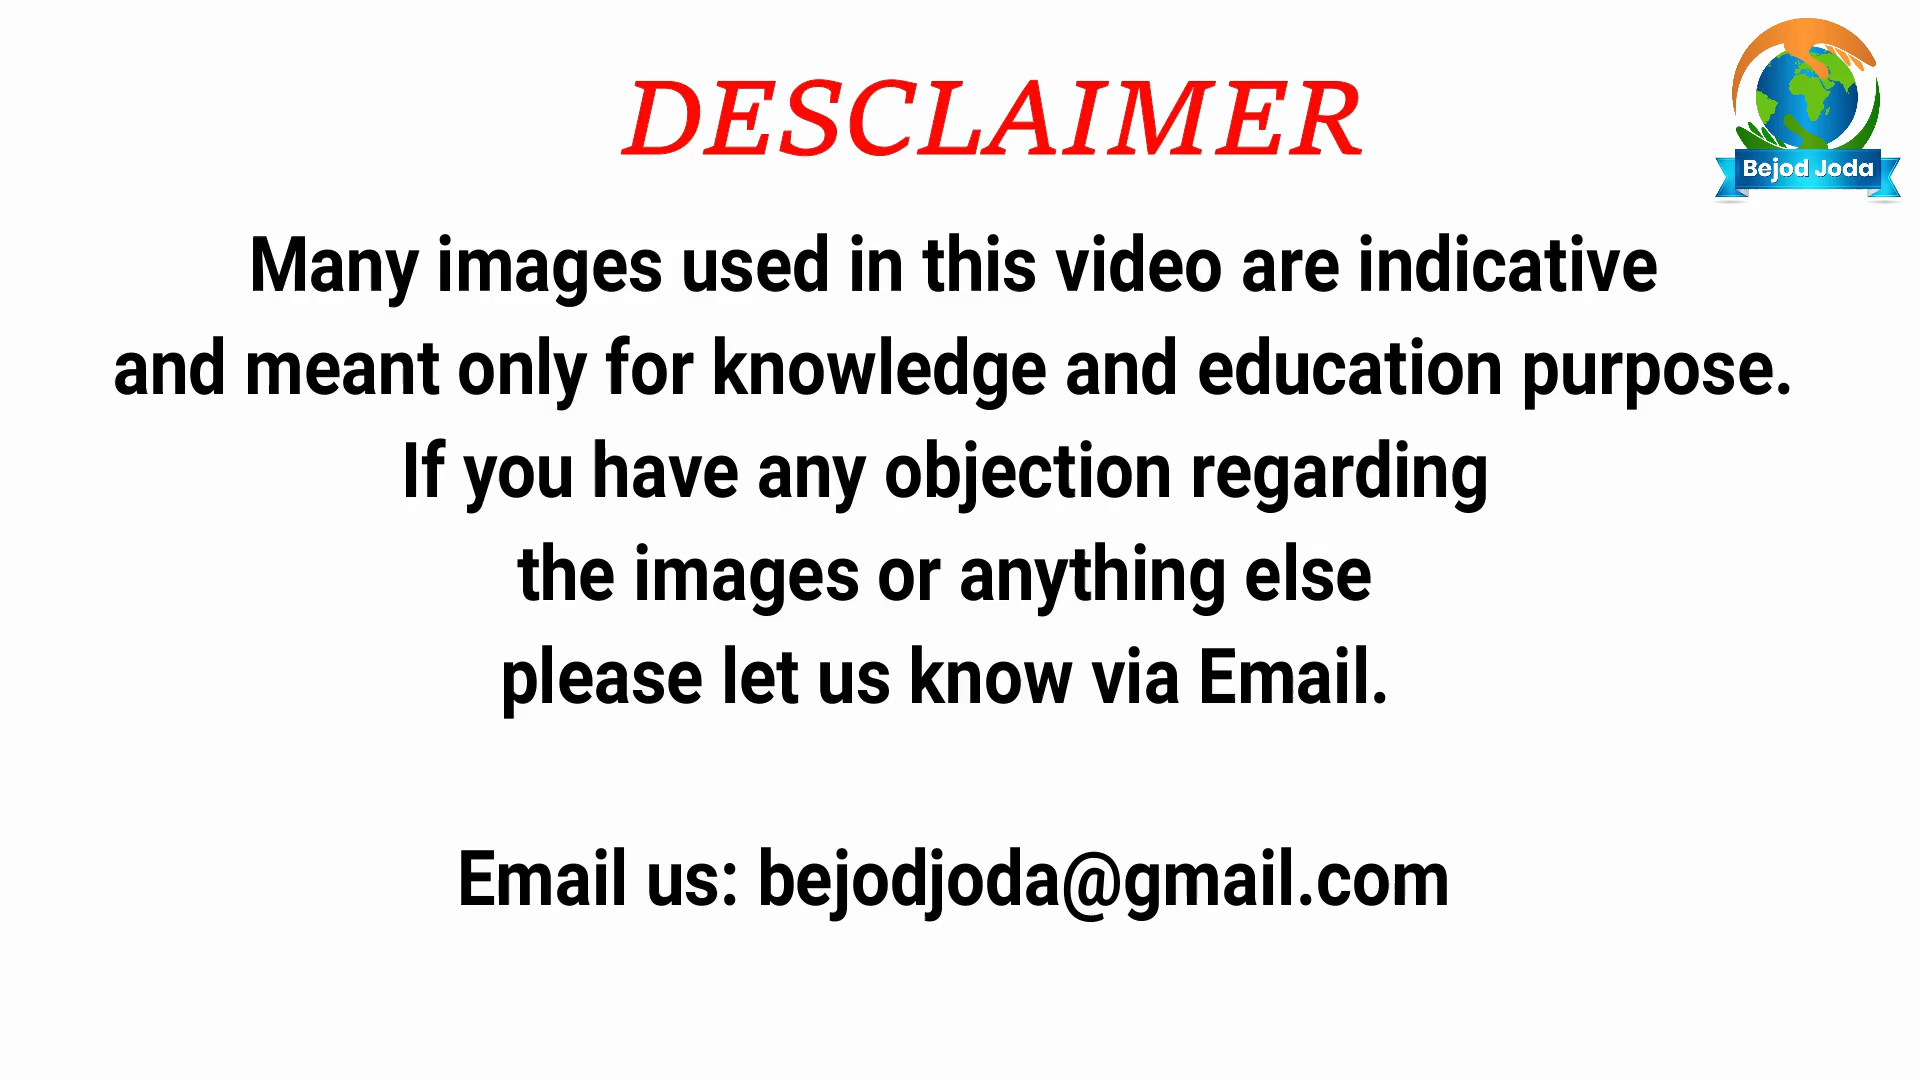 DESCLAIMER
Bejod Joda
Many images used in this video are indicative
and meant only for knowledge and education purpose.
If you have any objection regarding
the images or anything else
please let us know via Email.
Email us: bejodjoda@gmail.com